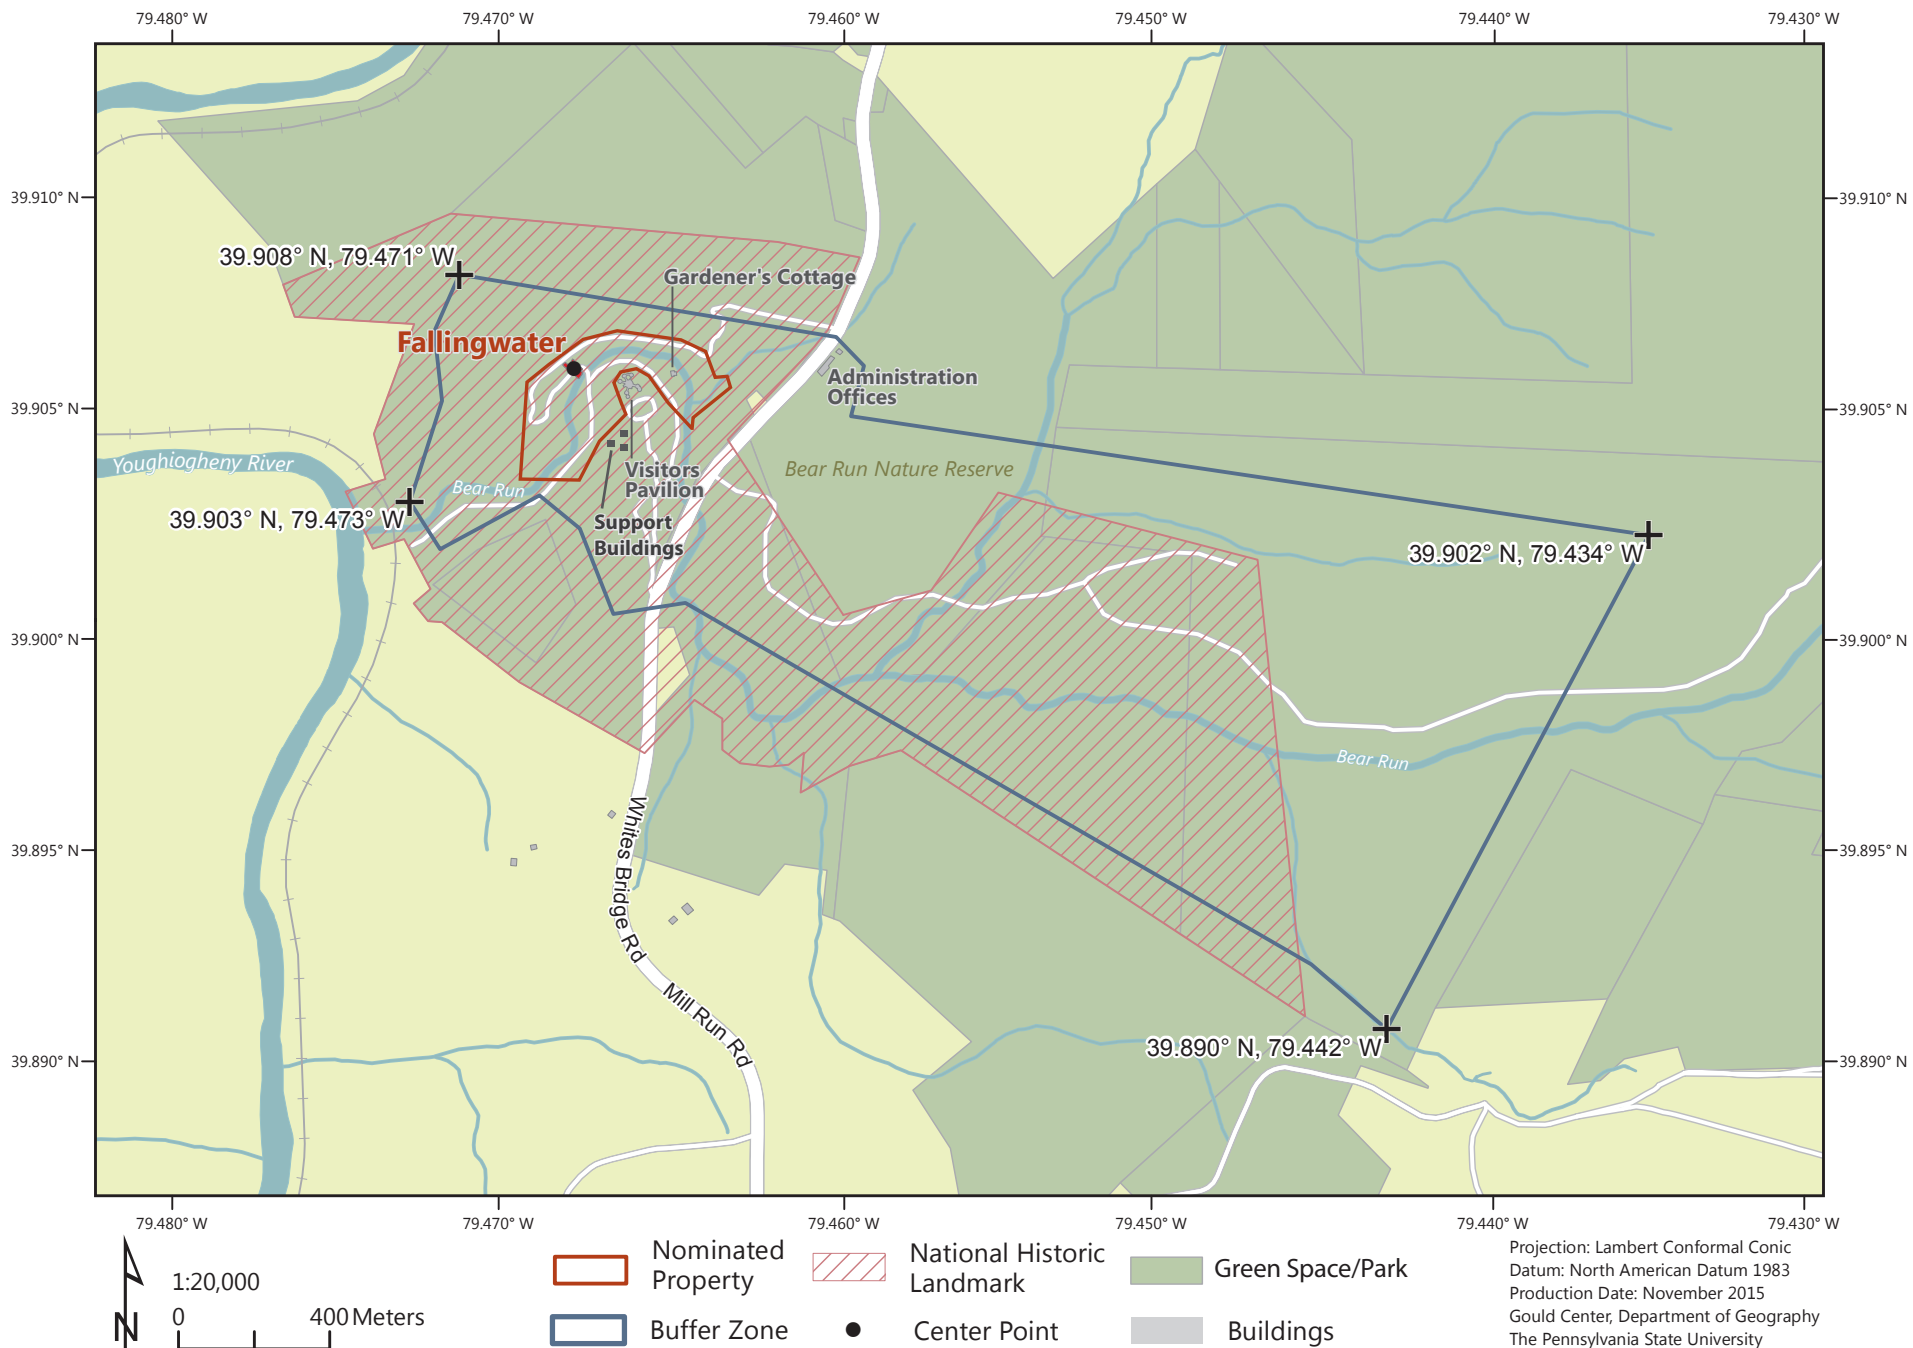 79.480° W
79.470° W
79.460° W
79.450° W
79.440° W
79.430° W
39.910° N
39.910° N
39.908° N, 79.471° W
Gardener's Cottage
Fallingwater
Administration
Offices
39.905° N
39.905° N
Youghiogheny River
Bear Run
Visitors
Pavilion
Bear Run Nature Reserve
39.903° N, 79.473° W
Support
Buildings
39.902° N, 79.434° W
39.900° N
39.900° N
Bear Run
Whites Bridge Rd
39.895° N
39.895° N
Mill Run Rd
39.890° N, 79.442° W
39.890° N
39.890° N
79.480° W
79.470° W
79.460° W
79.450° W
79.440° W
79.430° W
N
1:20,000
0
400 Meters
Nominated
Property
Buffer Zone
National Historic
Landmark
Center Point
Green Space/Park
Buildings
Projection: Lambert Conformal Conic
Datum: North American Datum 1983
Production Date: November 2015
Gould Center, Department of Geography
The Pennsylvania State University